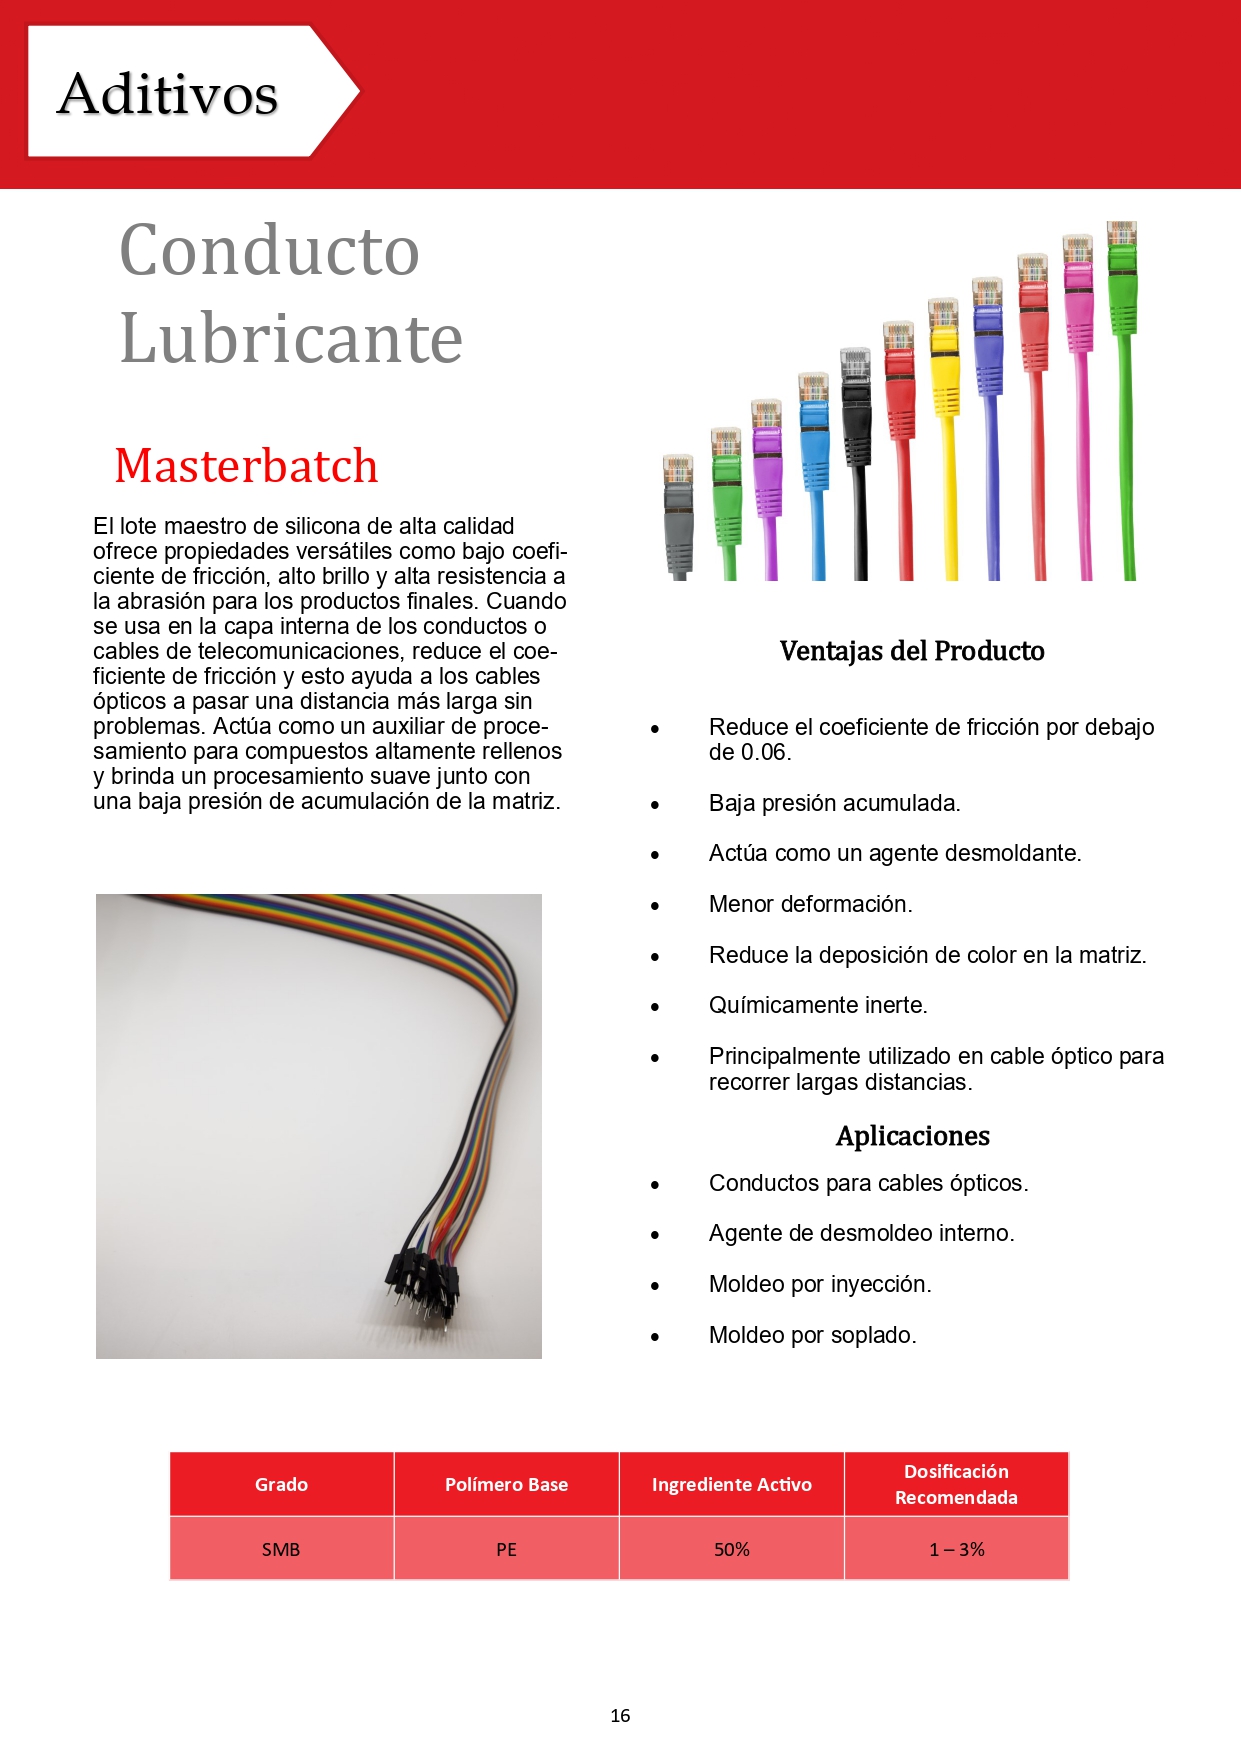 Aditivos
Conducto
Lubricante
Masterbatch
El lote maestro de silicona de alta calidad
ofrece propiedades versátiles como bajo coefi-
ciente de fricción, alto brillo y alta resistencia a
la abrasión para los productos finales. Cuando
se usa en la capa interna de los conductos o
cables de telecomunicaciones, reduce el coe-
ficiente de fricción y esto ayuda a los cables
ópticos a pasar una distancia más larga sin
problemas. Actúa como un auxiliar de proce-
samiento para compuestos altamente rellenos
y brinda un procesamiento suave junto con
una baja presión de acumulación de la matriz.
Ventajas del Producto
• Reduce el coeficiente de fricción por debajo
de 0.06.
• Baja presión acumulada.
• Actúa como un agente desmoldante.
• Menor deformación.
• Reduce la deposición de color en la matriz.
• Químicamente inerte.
• Principalmente utilizado en cable óptico para
recorrer largas distancias.
Aplicaciones
• Conductos para cables ópticos.
• Agente de desmoldeo interno.
• Moldeo por inyección.
• Moldeo por soplado.
Grado Polímero Base Ingrediente Activo Dosificación
Recomendada
SMB PE 50% 1 – 3%
16